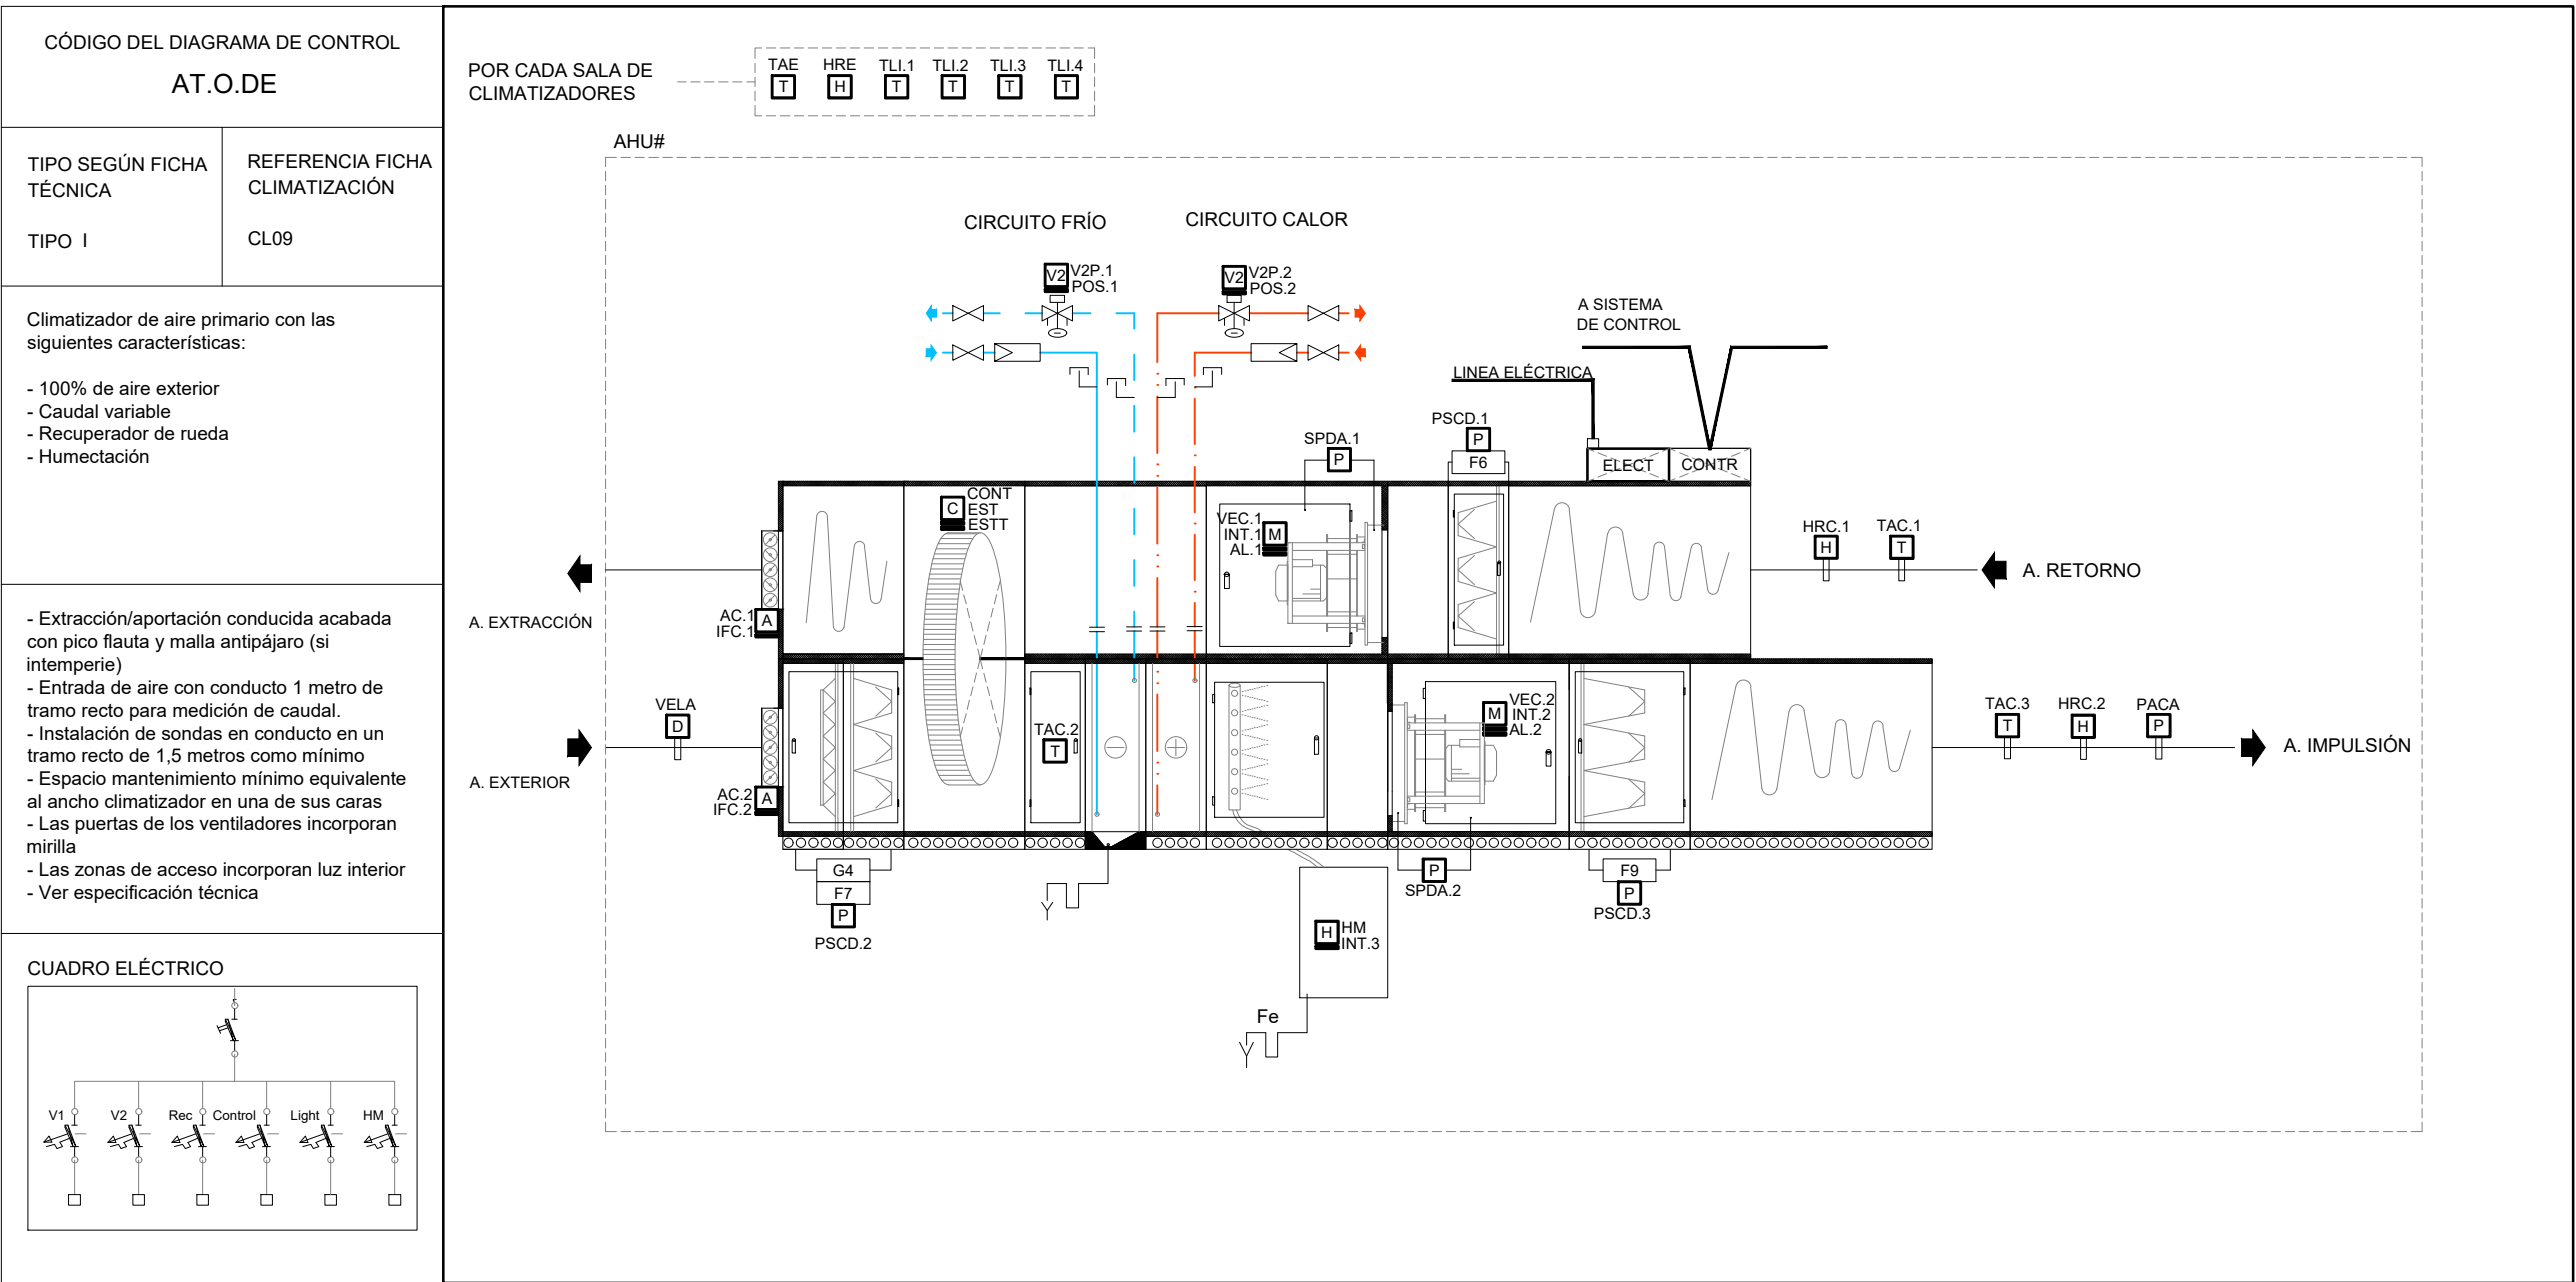 CÓDIGO DEL DIAGRAMA DE CONTROL
AT.O.DE
TIPO SEGÚN FICHA
TÉCNICA
TIPO I
REFERENCIA FICHA
CLIMATIZACIÓN
CL09
Climatizador de aire primario con las
siguientes características:
- 100% de aire exterior
- Caudal variable
- Recuperador de rueda
- Humectación
- Extracción/aportación conducida acabada
con pico flauta y malla antipájaro (si
intemperie)
- Entrada de aire con conducto 1 metro de
tramo recto para medición de caudal.
- Instalación de sondas en conducto en un
tramo recto de 1,5 metros como mínimo
- Espacio mantenimiento mínimo equivalente
al ancho climatizador en una de sus caras
- Las puertas de los ventiladores incorporan
mirilla
- Las zonas de acceso incorporan luz interior
- Ver especificación técnica
CUADRO ELÉCTRICO
V1 V2 Rec Control Light HM
POR CADA SALA DE
CLIMATIZADORES
TAE HRE TLI.1 TLI.2 TLI.3 TLI.4
T H T T T T
AHU#
CIRCUITO FRÍO
CIRCUITO CALOR
V2 V2P.1
POS.1
V2 V2P.2
POS.2
A SISTEMA
DE CONTROL
LINEA ELÉCTRICA
PSCD.1
P
F6
SPDA.1
P
ELECT
CONTR
C CONT
EST
ESTT
VEC.1
INT.1
AL.1
M
HRC.1
H
TAC.1
T
A. RETORNO
A. EXTRACCIÓN
AC.1
IFC.1
A
VELA
D
A. EXTERIOR
AC.2
IFC.2
A
TAC.2
T
M VEC.2
INT.2
AL.2
TAC.3
T
HRC.2
H
PACA
P
A. IMPULSIÓN
G4
F7
P
PSCD.2
P
SPDA.2
F9
P
PSCD.3
H HM
INT.3
Fe